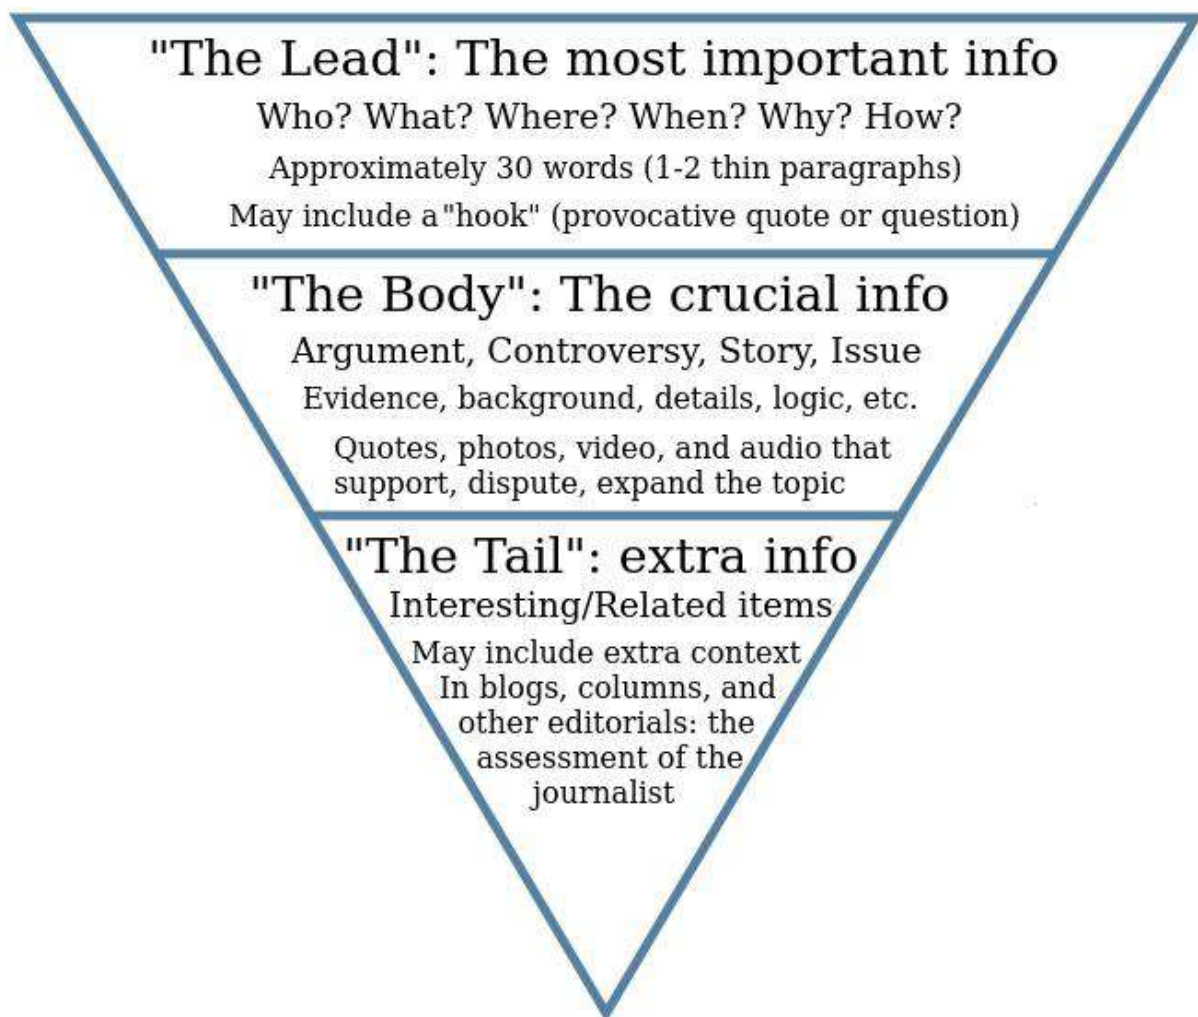 "The Lead": The most important info
Who? What? Where? When? Why? How?
Approximately 30 words (1-2 thin paragraphs)
May include a "hook" (provocative quote or question)
"The Body": The crucial info
Argument, Controversy, Story, Issue
Evidence, background, details, logic, etc.
Quotes, photos, video, and audio that
support, dispute, expand the topic
"The Tail": extra info
Interesting/Related items
May include extra context
In blogs, columns, and
other editorials: the
assessment of the
journalist